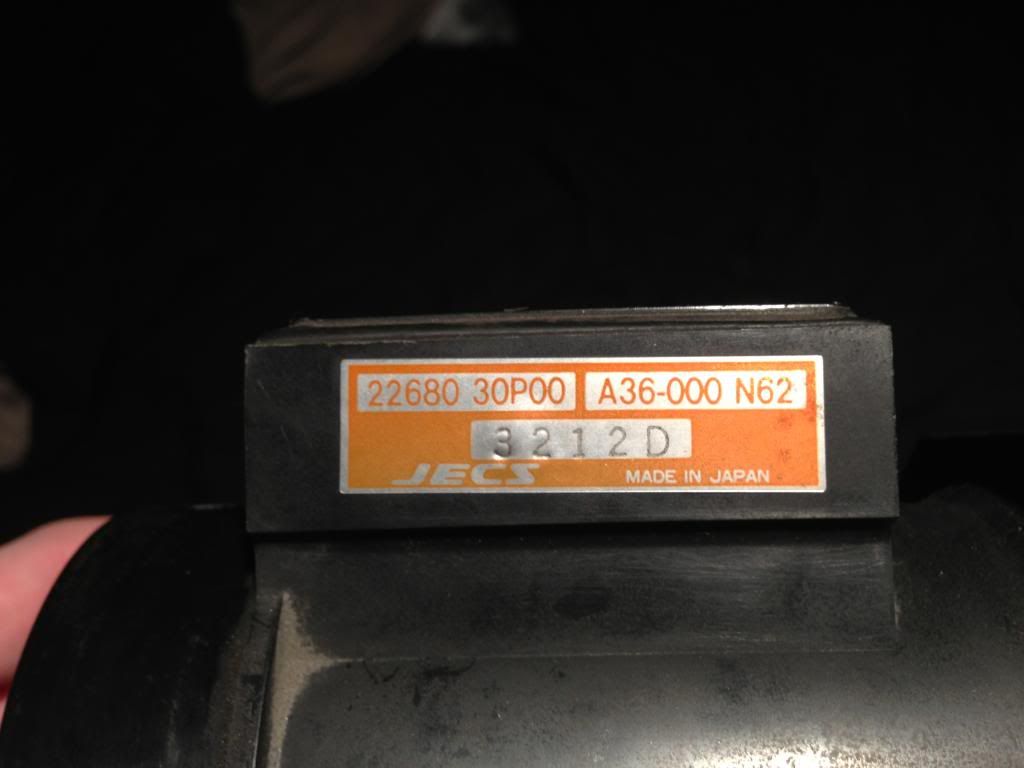 22680 30P00 A36-000 N62
3212D
JECS MADE IN JAPAN